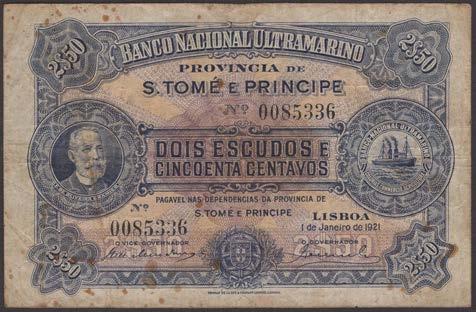 2$50
BANCO NACIONAL ULTRAMARINO
2$50
PROVINCIA DE
S. TOME E PRINCIPE
Nº 0085336
DOIS ESCUDOS E
CINCOENTA CENTAVOS
BANCO NACIONAL ULTRAMARINO
PAGAVEL NAS DEPENDENCIAS DA PROVINCIA DE
S. TOME E PRINCIPE
Nº
0085336
LISBOA
1 de Janeiro de 1921
O VICE GOVERNADOR
O GOVERNADOR
2$50
2$50